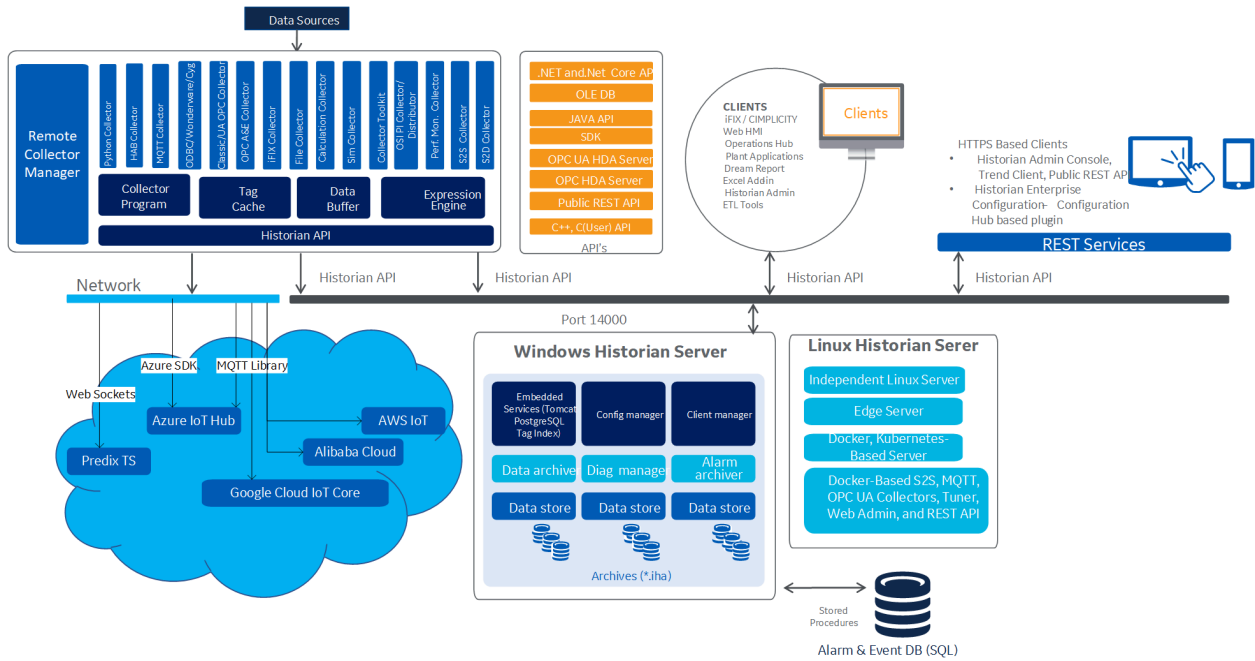 Data Sources
Remote
Collector
Manager
Python Collector
HAB Collector
MQTT Collector
ODBC/Wonderware/Cyg
Classic/UA OPC Collector
OPC A&E Collector
iFIX Collector
File Collector
Calculation Collector
Sim Collector
Collector Toolkit
OSI PI Collector/
Distributor
Perf. Mon. Collector
S2S Collector
S2D Collector
Collector
Program
Tag
Cache
Data
Buffer
Expression
Engine
Historian API
.NET and.Net Core AP
OLE DB
JAVA API
SDK
OPC UA HDA Server
OPC HDA Server
Public REST API
C++, C(User) API
API's
CLIENTS
iFIX / CIMPLICITY
Web HMI
Operations Hub
Plant Applications
Dream Report
Excel Addin
Historian Admin
ETL Tools
Clients
HTTPS Based Clients
• Historian Admin Console,
Trend Client, Public REST AP
• Historian Enterprise
Configuration- Configuration
Hub based plugin
REST Services
Historian API
Historian API
Historian API
Historian API
Network
Port 14000
Azure SDK
MQTT Library
Web Sockets
Azure IoT Hub
AWS IoT
Predix TS
Alibaba Cloud
Google Cloud IoT Core
Windows Historian Server
Embedded
Services (Tomcat
PostgreSQL
Tag Index)
Config manager
Client manager
Data archive
Diag manage
Alarm
archiver
Data store
Data store
Data store
Archives (*.iha)
Linux Historian Serer
Independent Linux Server
Edge Server
Docker, Kubernetes-
Based Server
Docker-Based S2S, MQTT,
OPC UA Collectors, Tuner,
Web Admin, and REST API
Stored
Procedures
Alarm & Event DB (SQL)